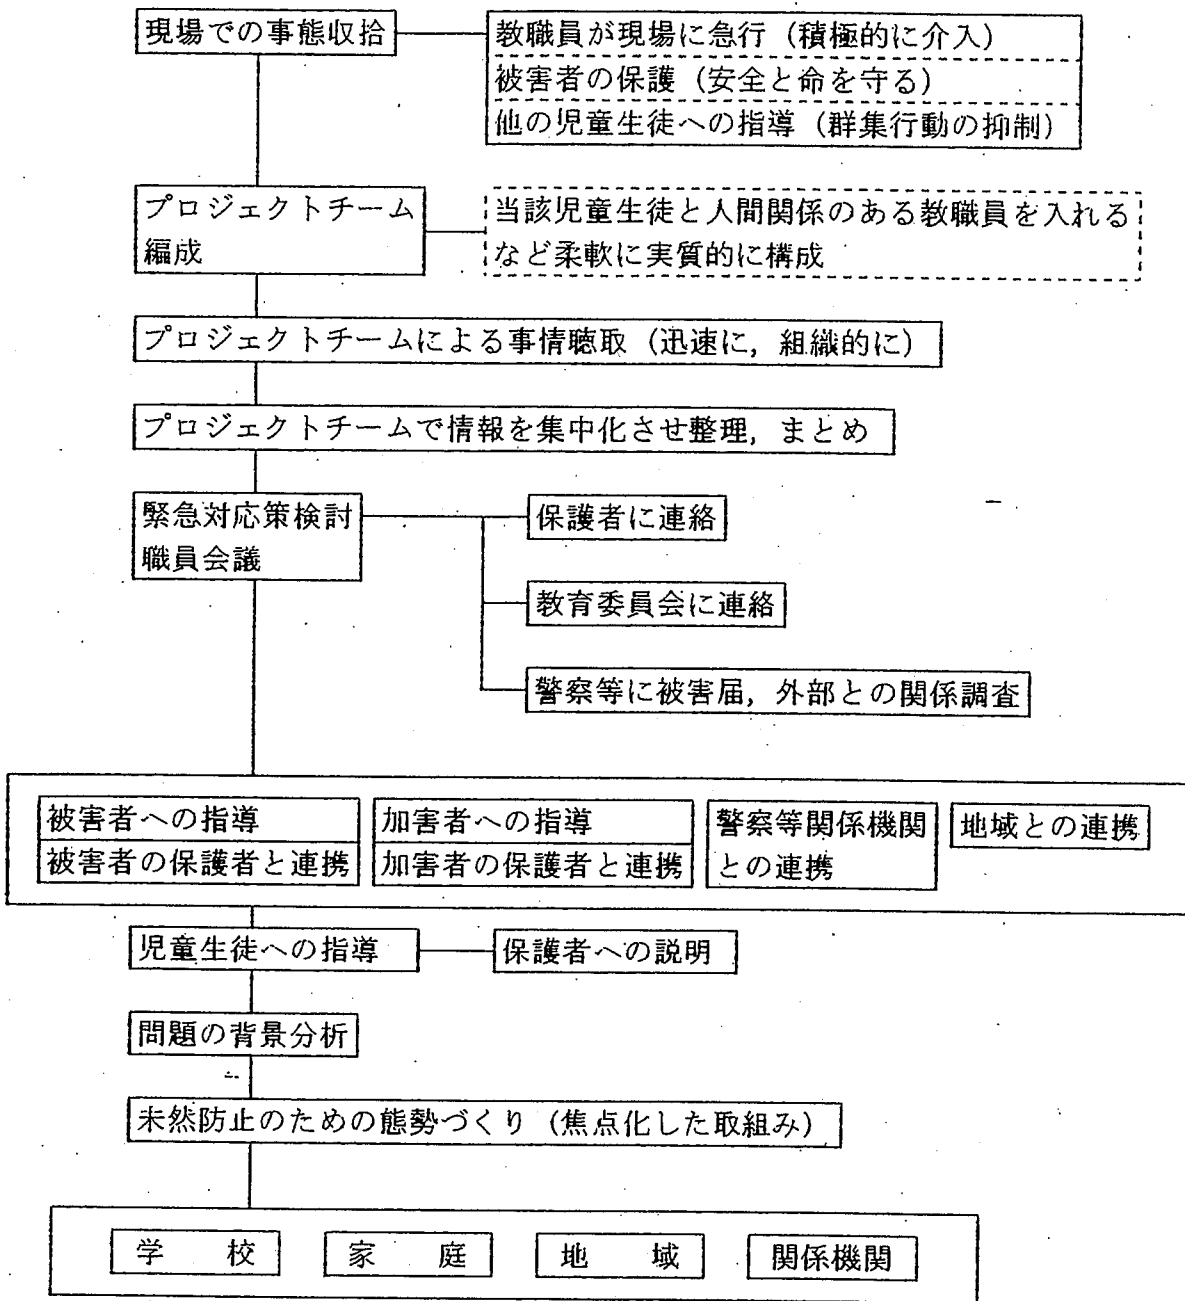 現場での事態収拾
教職員が現場に急行（積極的に介入）
被害者の保護（安全と命を守る）
他の児童生徒への指導（群集行動の抑制）
プロジェクトチーム
編成
当該児童生徒と人間関係のある教職員を入れる
など柔軟に実質的に構成
プロジェクトチームによる事情聴取（迅速に，組織的に）
プロジェクトチームで情報を集中化させ整理，まとめ
緊急対応策検討
職員会議
保護者に連絡
教育委員会に連絡
警察等に被害届，外部との関係調査
被害者への指導
被害者の保護者と連携
加害者への指導
加害者の保護者と連携
警察等関係機関
との連携
地域との連携
児童生徒への指導
保護者への説明
問題の背景分析
未然防止のための態勢づくり（焦点化した取組み）
学　校
家　庭
地　域
関係機関